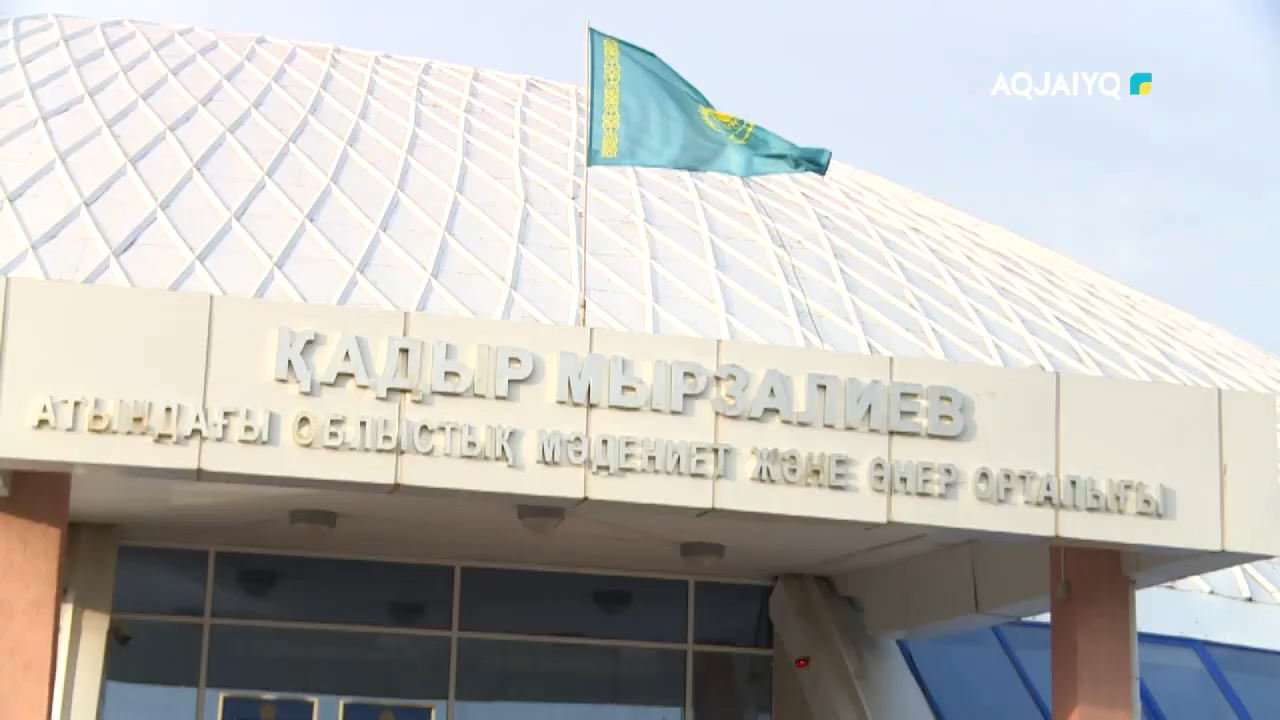 AQJAIYQ
ҚАДЫР МЫРЗАЛИЕВ
АТЫНДАҒЫ ОБЛЫСТЫҚ МӘДЕНИЕТ ЖӘНЕ ӨНЕР ОРТАЛЫҒЫ